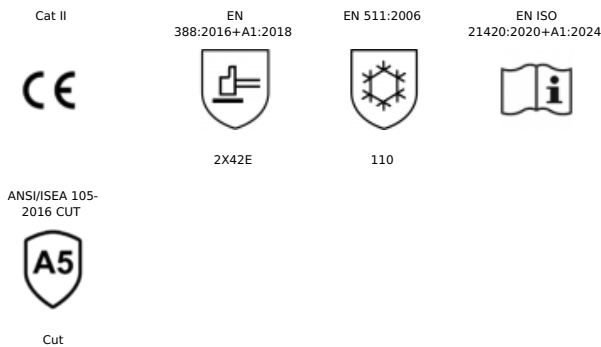 Cat II
EN
388:2016+A1:2018
EN 511:2006
EN ISO
21420:2020+A1:2024
CE
i
2X42E
110
ANSI/ISEA 105-
2016 CUT
A5
Cut